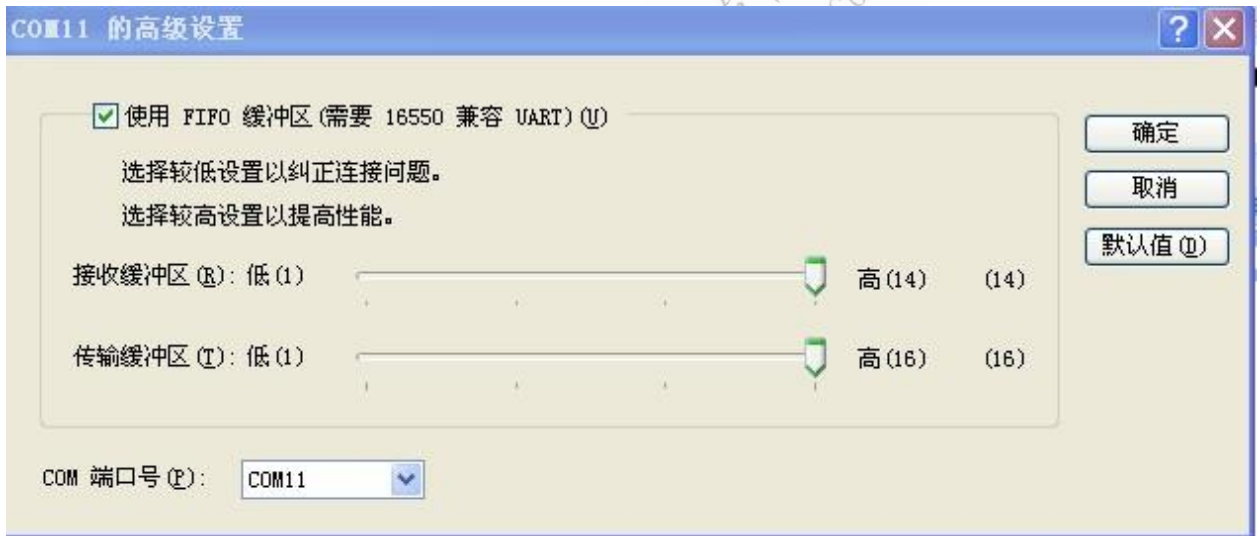 COM11 的高级设置
使用 FIFO 缓冲区(需要 16550 兼容 UART)(U)
确定
选择较低设置以纠正连接问题。
取消
选择较高设置以提高性能。
默认值(D)
接收缓冲区(R): 低(1) 高(14) (14)
传输缓冲区(T): 低(1) 高(16) (16)
COM 端口号(P): COM11